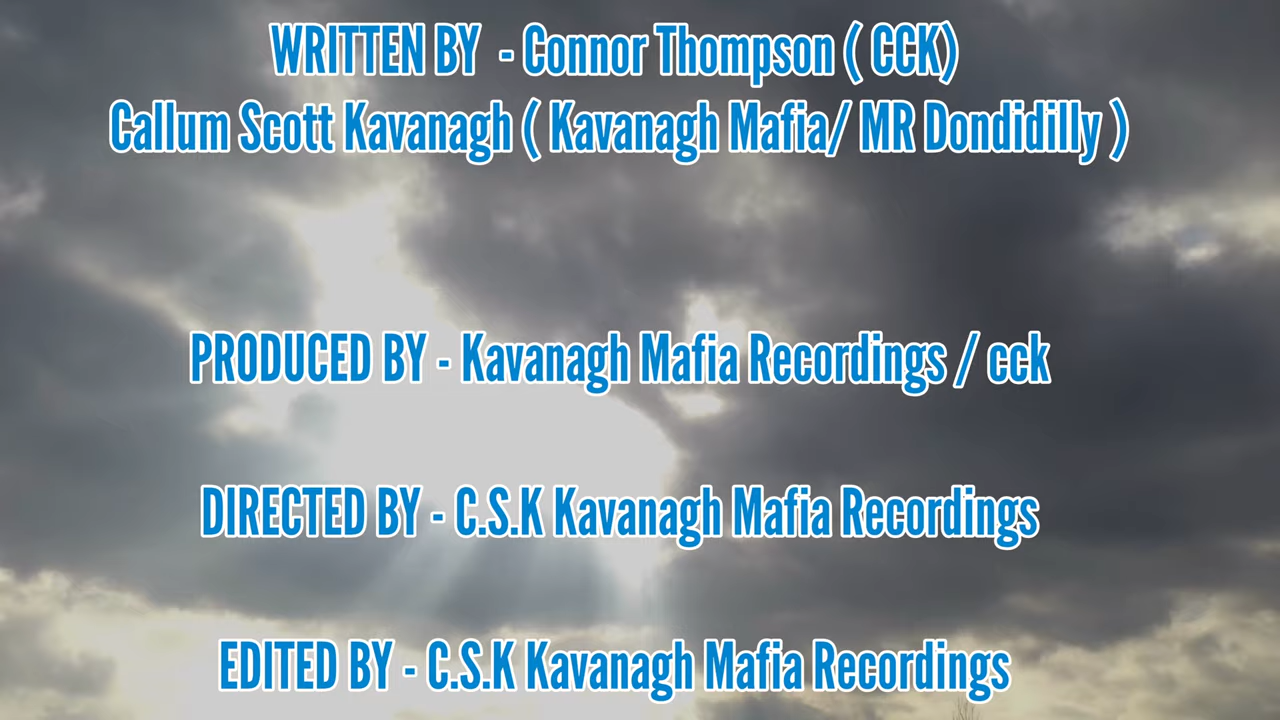 WRITTEN BY - Connor Thompson ( CCK)
Callum Scott Kavanagh ( Kavanagh Mafia/ MR Dondidilly )
PRODUCED BY - Kavanagh Mafia Recordings / cck
DIRECTED BY - C.S.K Kavanagh Mafia Recordings
EDITED BY - C.S.K Kavanagh Mafia Recordings